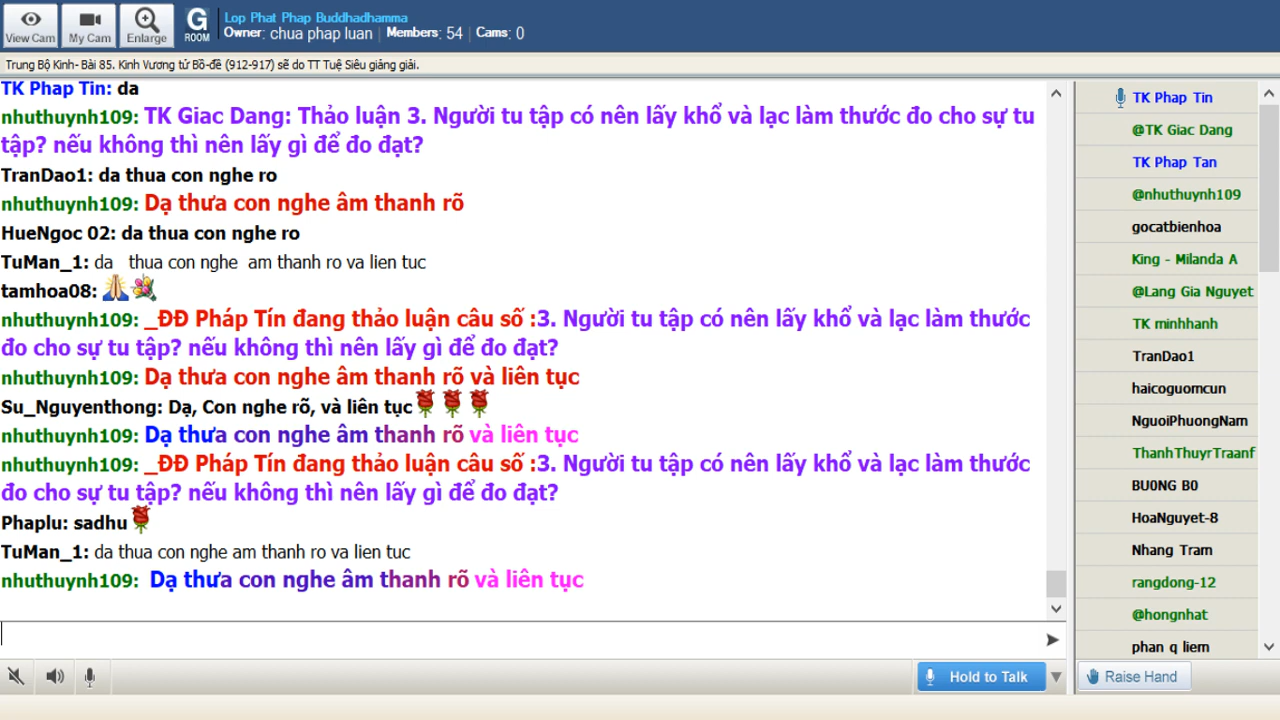 View Cam
My Cam
Enlarge
G
ROOM
Lop Phat Phap Buddhadhamma
Owner: chua phap luan | Members: 54 | Cams: 0
Trung Bộ Kinh- Bài 85. Kinh Vương tử Bồ-đề (912-917) sẽ do TT Tuệ Siêu giảng giải.
TK Phap Tin: da
nhuthuynh109: TK Giac Dang: Thảo luận 3. Người tu tập có nên lấy khổ và lạc làm thước đo cho sự tu
tập? nếu không thì nên lấy gì để đo đạt?
TranDao1: da thua con nghe ro
nhuthuynh109: Dạ thưa con nghe âm thanh rõ
HueNgoc 02: da thua con nghe ro
TuMan_1: da thua con nghe am thanh ro va lien tuc
tamhoa08:
nhuthuynh109: _ĐĐ Pháp Tín đang thảo luận câu số :3. Người tu tập có nên lấy khổ và lạc làm thước
đo cho sự tu tập? nếu không thì nên lấy gì để đo đạt?
nhuthuynh109: Dạ thưa con nghe âm thanh rõ và liên tục
Su_Nguyenthong: Dạ, Con nghe rõ, và liên tục
nhuthuynh109: Dạ thưa con nghe âm thanh rõ và liên tục
nhuthuynh109: _ĐĐ Pháp Tín đang thảo luận câu số :3. Người tu tập có nên lấy khổ và lạc làm thước
đo cho sự tu tập? nếu không thì nên lấy gì để đo đạt?
Phaplu: sadhu
TuMan_1: da thua con nghe am thanh ro va lien tuc
nhuthuynh109: Dạ thưa con nghe âm thanh rõ và liên tục
Hold to Talk
TK Phap Tin
@TK Giac Dang
TK Phap Tan
@nhuthuynh109
gocatbienhoa
King - Milanda A
@Lang Gia Nguyet
TK minhhanh
TranDao1
haicoguomcun
NguoiPhuongNam
ThanhThuyrTraanf
BU0NG B0
HoaNguyet-8
Nhang Tram
rangdong-12
@hongnhat
phan q liem
Raise Hand